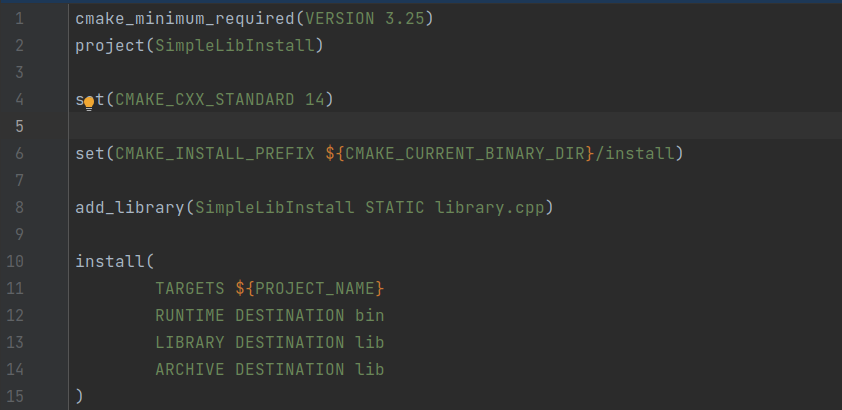 1 cmake_minimum_required(VERSION 3.25)
2 project(SimpleLibInstall)
3
4 set(CMAKE_CXX_STANDARD 14)
5
6 set(CMAKE_INSTALL_PREFIX ${CMAKE_CURRENT_BINARY_DIR}/install)
7
8 add_library(SimpleLibInstall STATIC library.cpp)
9
10 install(
11         TARGETS ${PROJECT_NAME}
12         RUNTIME DESTINATION bin
13         LIBRARY DESTINATION lib
14         ARCHIVE DESTINATION lib
15 )